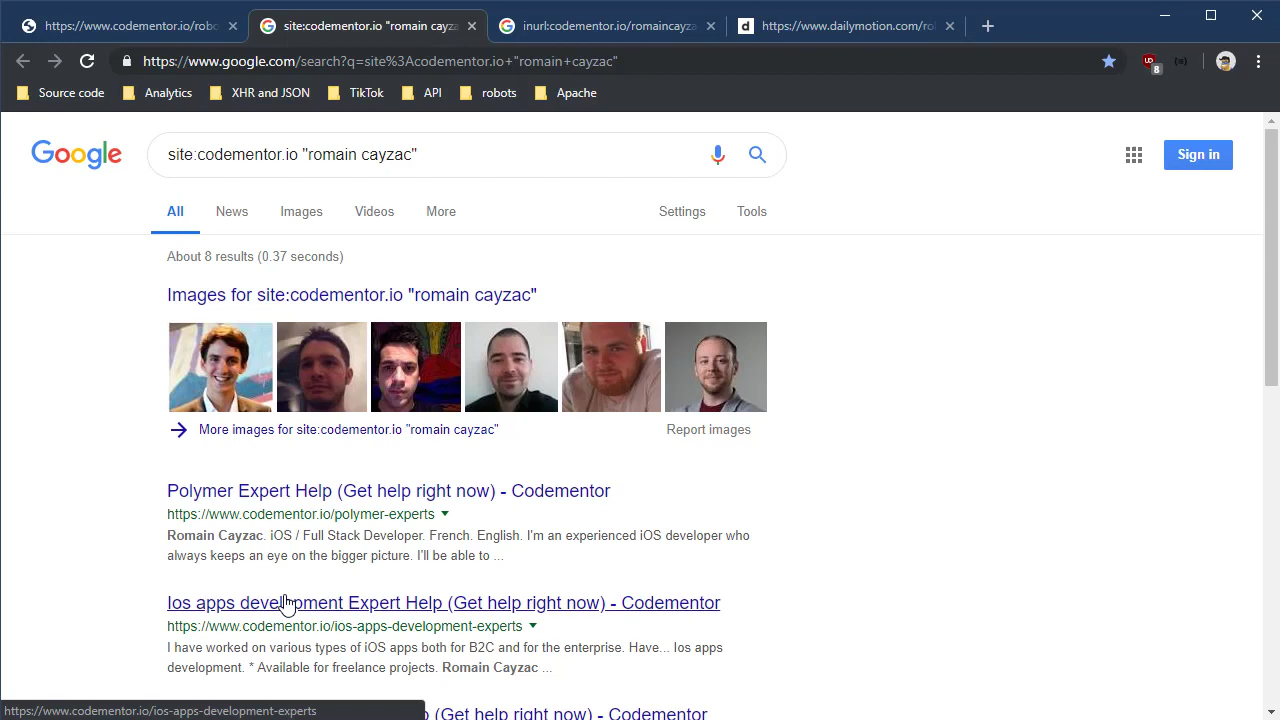 https://www.codementor.io/robo
site:codementor.io "romain cayza
inurl:codementor.io/romaincayza
d
https://www.dailymotion.com/ro
https://www.google.com/search?q=site%3Acodementor.io+"romain+cayzac"
8
Source code
Analytics
XHR and JSON
TikTok
API
robots
Apache
Google
site:codementor.io "romain cayzac"
Sign in
All
News
Images
Videos
More
Settings
Tools
About 8 results (0.37 seconds)
Images for site:codementor.io "romain cayzac"
More images for site:codementor.io "romain cayzac"
Report images
Polymer Expert Help (Get help right now) - Codementor
https://www.codementor.io/polymer-experts
Romain Cayzac. iOS / Full Stack Developer. French. English. I'm an experienced iOS developer who
always keeps an eye on the bigger picture. I'll be able to ...
Ios apps development Expert Help (Get help right now) - Codementor
https://www.codementor.io/ios-apps-development-experts
I have worked on various types of iOS apps both for B2C and for the enterprise. Have... Ios apps
development. * Available for freelance projects. Romain Cayzac ...
(Get help right now) - Codementor
https://www.codementor.io/ios-apps-development-experts